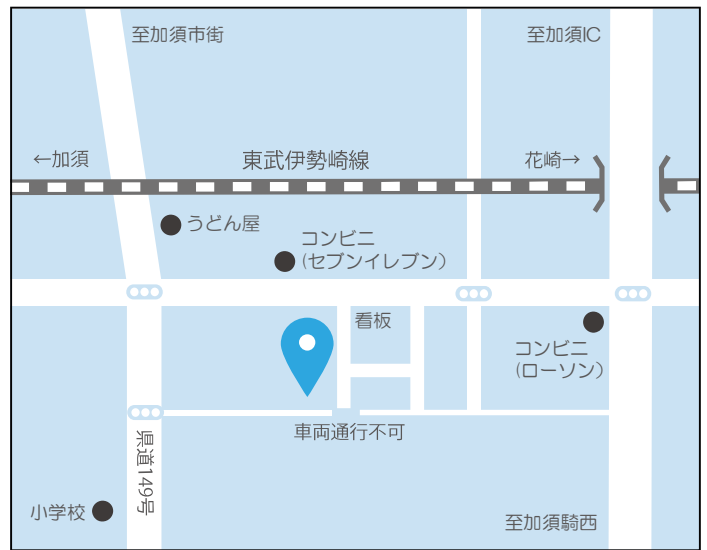 至加須市街
至加須IC
←加須
東武伊勢崎線
花崎→
うどん屋
コンビニ
(セブンイレブン)
看板
コンビニ
(ローソン)
車両通行不可
県道149号
小学校
至加須騎西